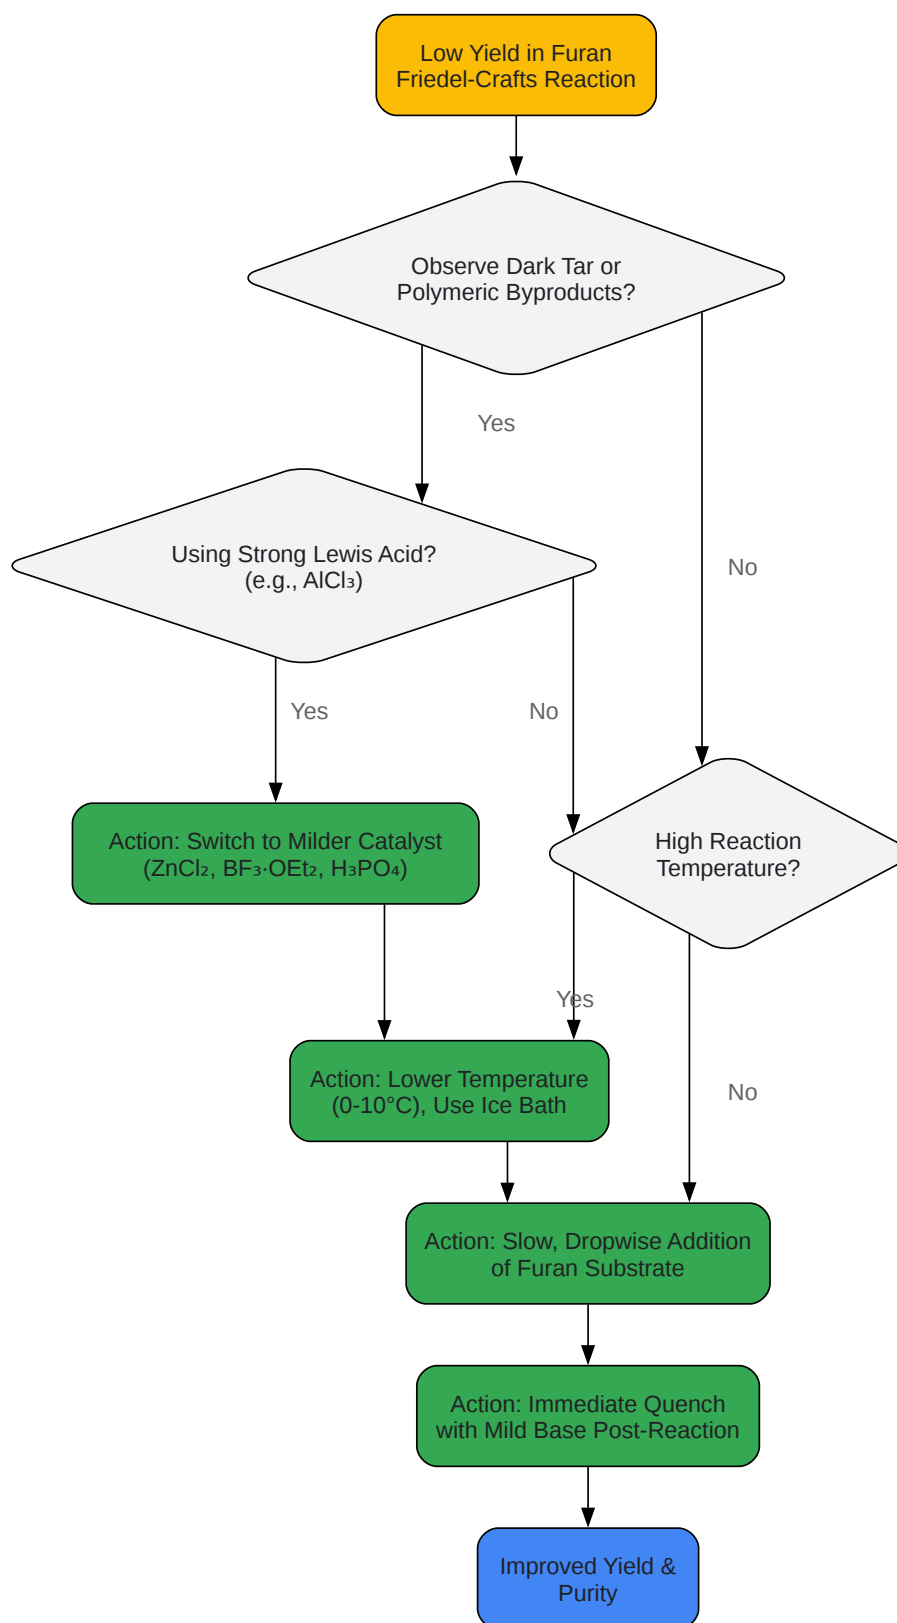 Low Yield in Furan
Friedel-Crafts Reaction
Observe Dark Tar or
Polymeric Byproducts?
Yes
Using Strong Lewis Acid?
(e.g., AlCl₃)
No
Yes
No
Action: Switch to Milder Catalyst
(ZnCl₂, BF₃·OEt₂, H₃PO₄)
High Reaction
Temperature?
Yes
Action: Lower Temperature
(0-10°C), Use Ice Bath
No
Action: Slow, Dropwise Addition
of Furan Substrate
Action: Immediate Quench
with Mild Base Post-Reaction
Improved Yield &
Purity